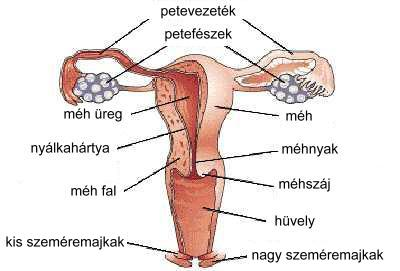 petevezeték
petefészek
méh üreg
méh
nyálkahártya
méhnyak
méh fal
méhszáj
hüvely
kis szeméremajkak
nagy szeméremajkak